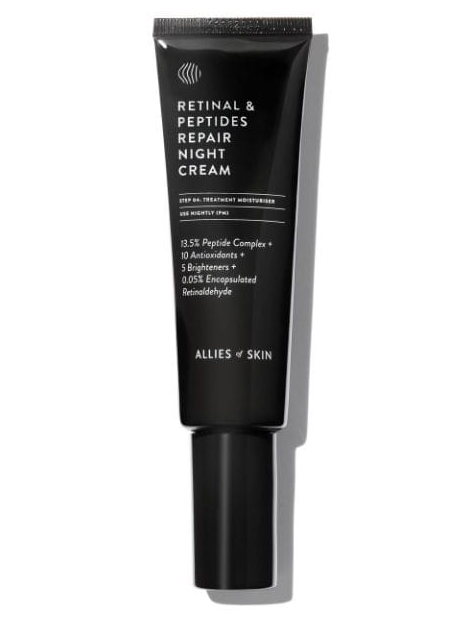 RETINAL &
PEPTIDES
REPAIR
NIGHT
CREAM
STEP 04. TREATMENT MOISTURISER
USE NIGHTLY (PM)
13.5% Peptide Complex +
10 Antioxidants +
5 Brighteners +
0.05% Encapsulated
Retinaldehyde
ALLIES of SKIN